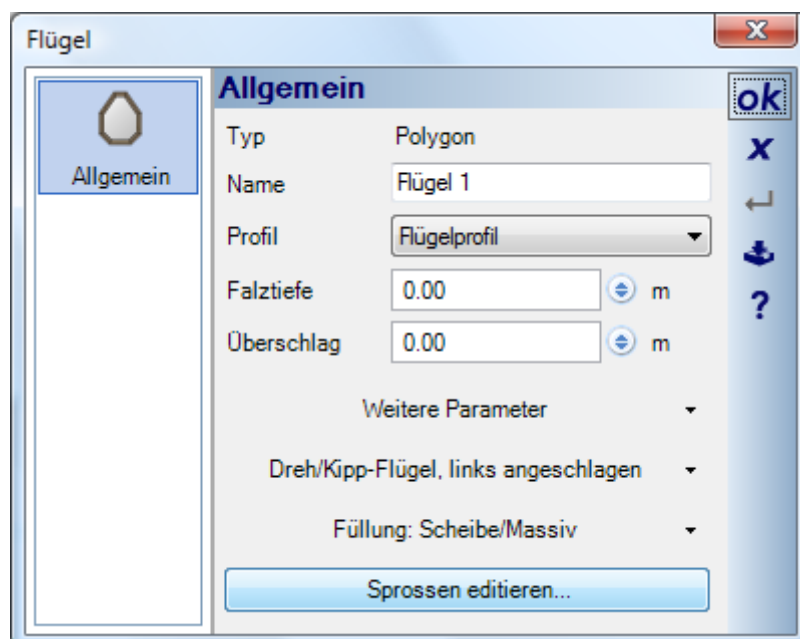 Flügel
Allgemein
Allgemein
ok
x
?
Typ Polygon
Name Flügel 1
Profil Flügelprofil
Falztiefe 0.00 m
Überschlag 0.00 m
Weitere Parameter
Dreh/Kipp-Flügel, links angeschlagen
Füllung: Scheibe/Massiv
Sprossen editieren...